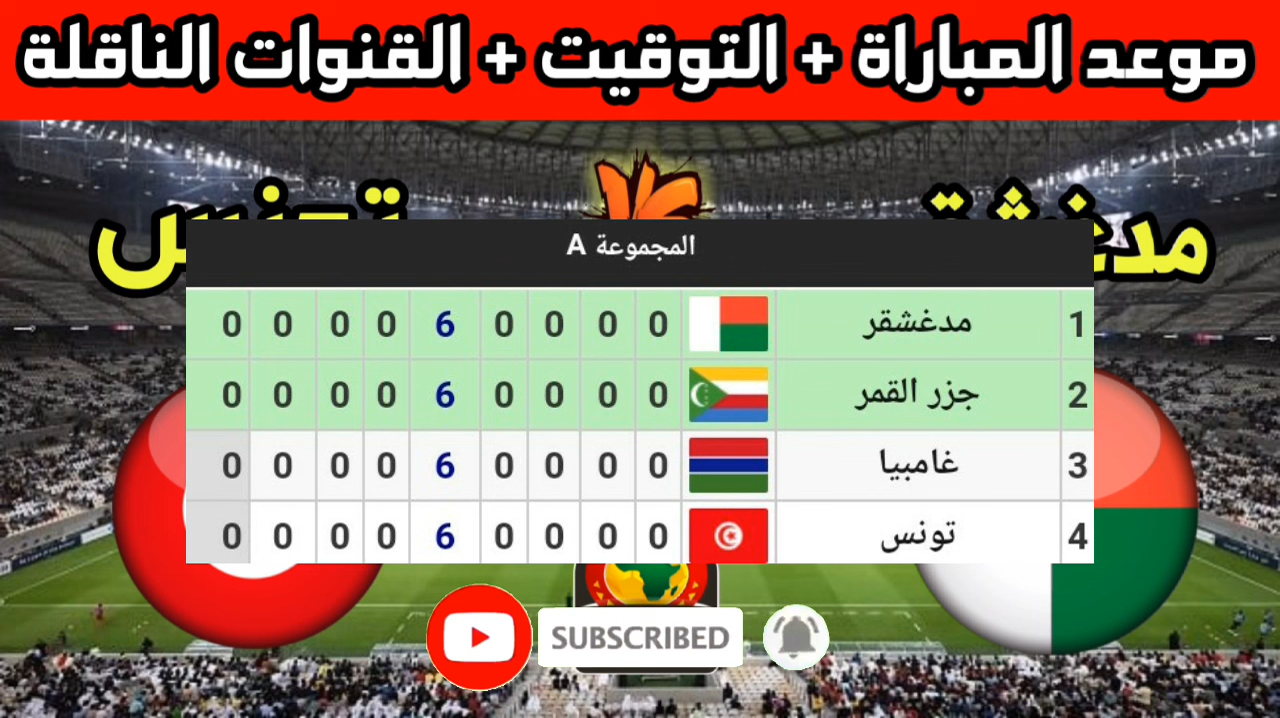 موعد المباراة + التوقيت + القنوات الناقلة
المجموعة A
1 مدغشقر 0 0 0 0 6 0 0 0 0
2 جزر القمر 0 0 0 0 6 0 0 0 0
3 غامبيا 0 0 0 0 6 0 0 0 0
4 تونس 0 0 0 0 6 0 0 0 0
SUBSCRIBED